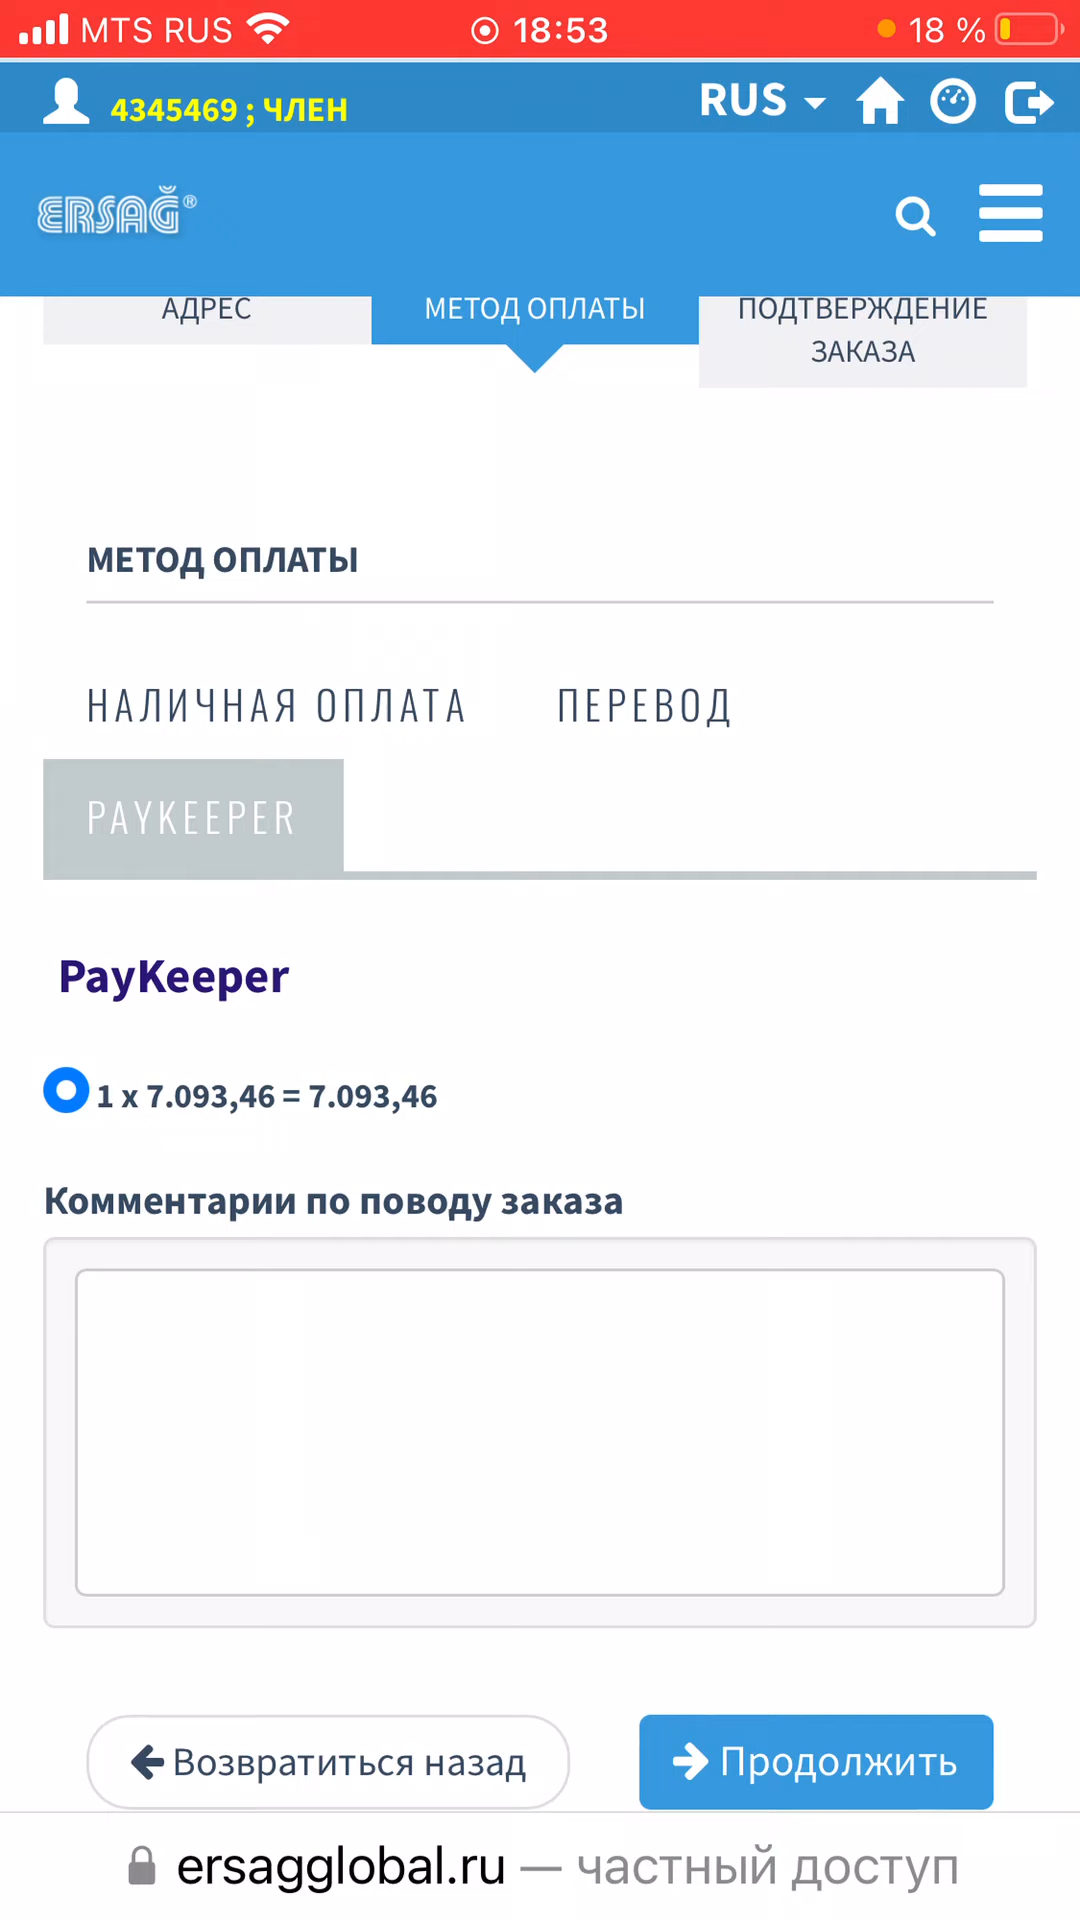 MTS RUS 18:53 18 %
4345469 ; ЧЛЕН RUS
ERSAĞ®
АДРЕС МЕТОД ОПЛАТЫ ПОДТВЕРЖДЕНИЕ
ЗАКАЗА
МЕТОД ОПЛАТЫ
НАЛИЧНАЯ ОПЛАТА ПЕРЕВОД
PAYKEEPER
PayKeeper
1 x 7.093,46 = 7.093,46
Комментарии по поводу заказа
Возвратиться назад Продолжить
ersagglobal.ru — частный доступ